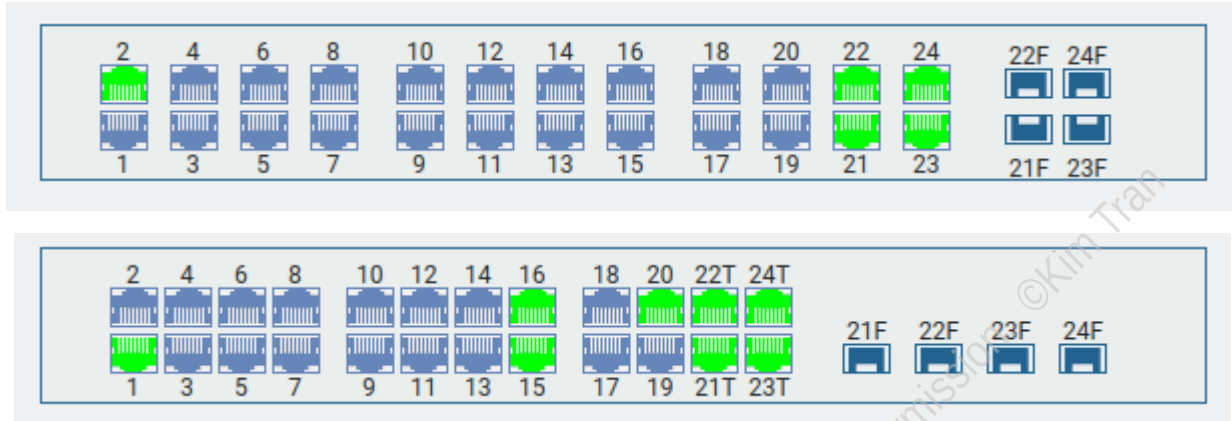 2 4 6 8 10 12 14 16 18 20 22 24 22F 24F
1 3 5 7 9 11 13 15 17 19 21 23 21F 23F
2 4 6 8 10 12 14 16 18 20 22T 24T
21F 22F 23F 24F
1 3 5 7 9 11 13 15 17 19 21T 23T
©Kim Tran